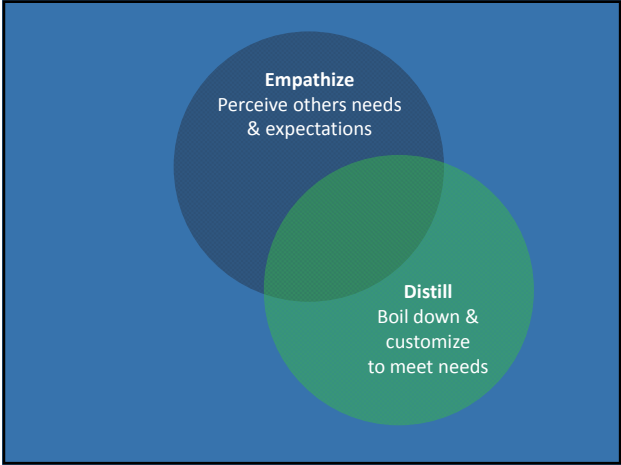 Empathize
Perceive others needs
& expectations
Distill
Boil down &
customize
to meet needs